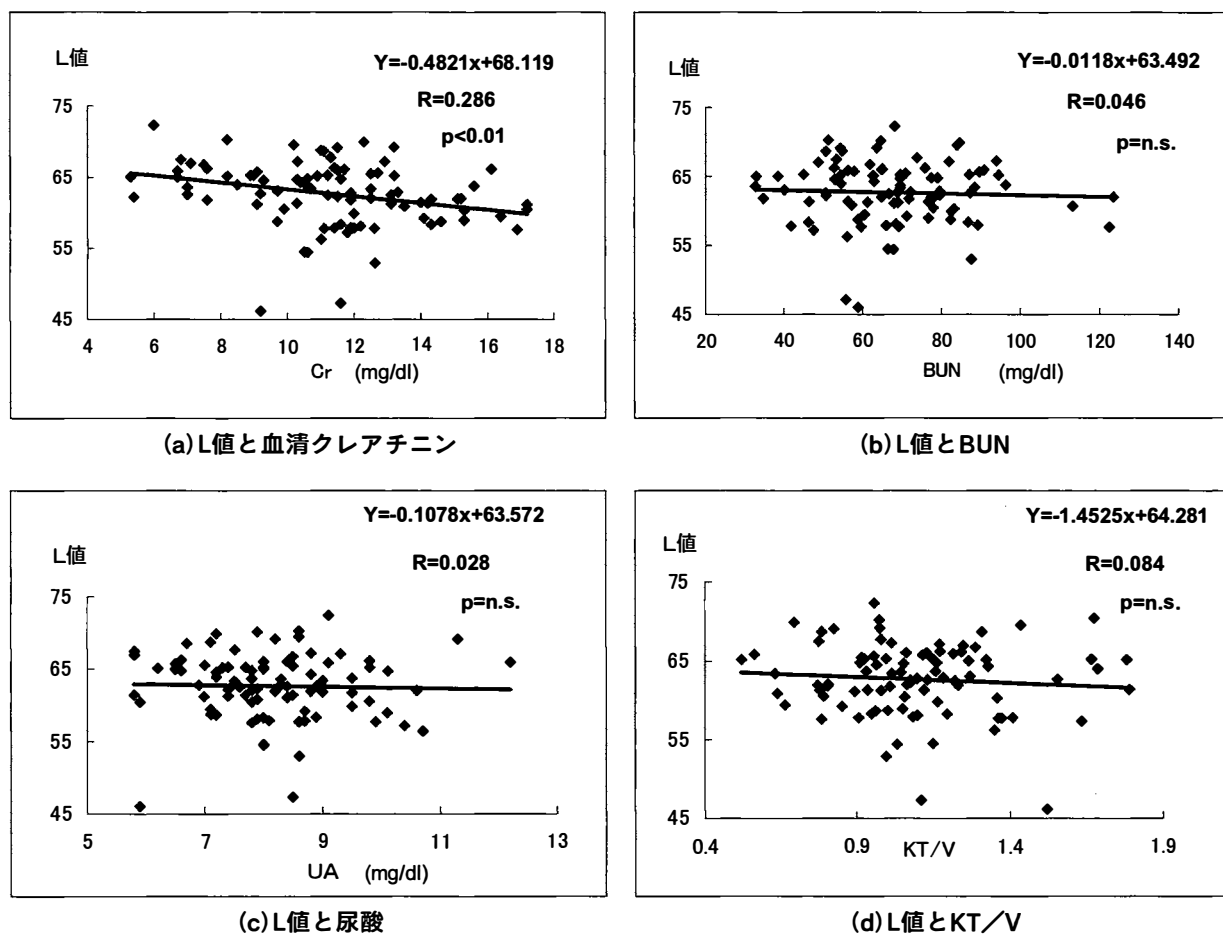 L値
Y=-0.4821x+68.119
R=0.286
p<0.01
75
65
55
45
4 6 8 10 12 14 16 18
Cr (mg/dl)
(a)L値と血清クレアチニン
L値
Y=-0.0118x+63.492
R=0.046
p=n.s.
75
65
55
45
20 40 60 80 100 120 140
BUN (mg/dl)
(b)L値とBUN
Y=-0.1078x+63.572
L値
R=0.028
p=n.s.
75
65
55
45
5 7 9 11 13
UA (mg/dl)
(c)L値と尿酸
Y=-1.4525x+64.281
L値
R=0.084
p=n.s.
75
65
55
45
0.4 0.9 1.4 1.9
KT/V
(d)L値とKT/V